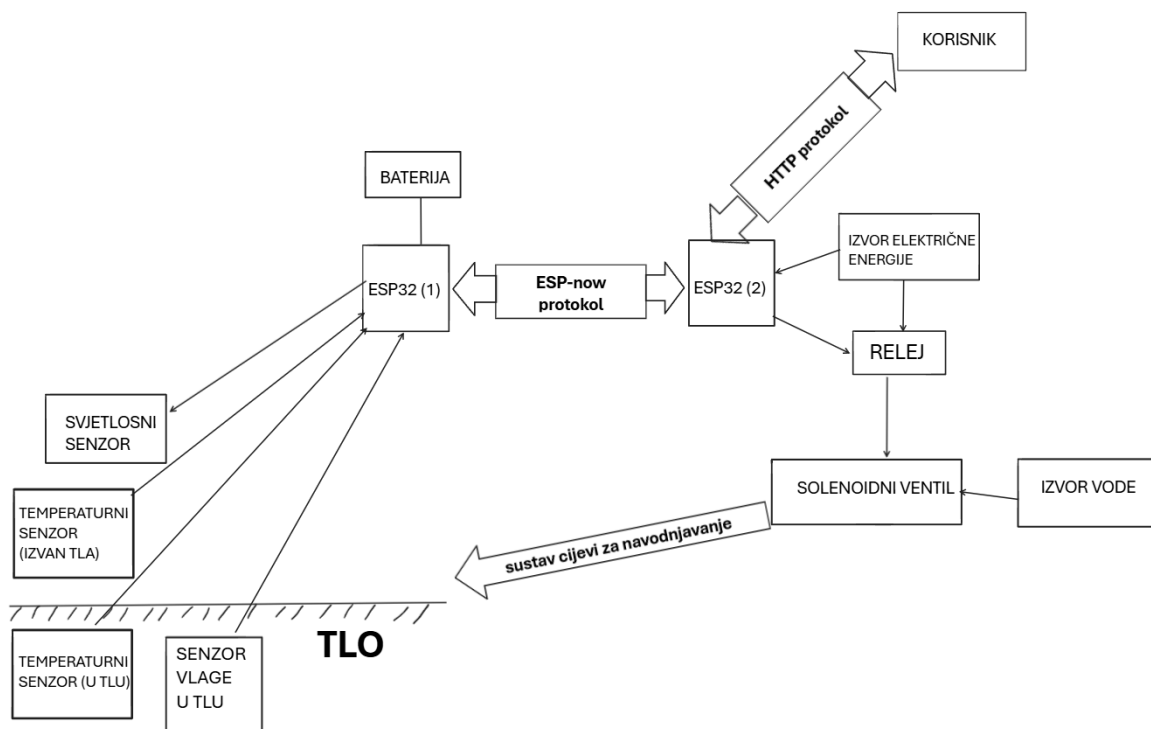 KORISNIK
HTTP protokol
BATERIJA
IZVOR ELEKTRIČNE
ENERGIJE
ESP32 (1)
ESP-now
protokol
ESP32 (2)
RELEJ
SVJETLOSNI
SENZOR
SOLENOIDNI VENTIL
IZVOR VODE
TEMPERATURNI
SENZOR
(IZVAN TLA)
sustav cijevi za navodnjavanje
TLO
TEMPERATURNI
SENZOR (U TLU)
SENZOR
VLAGE
U TLU